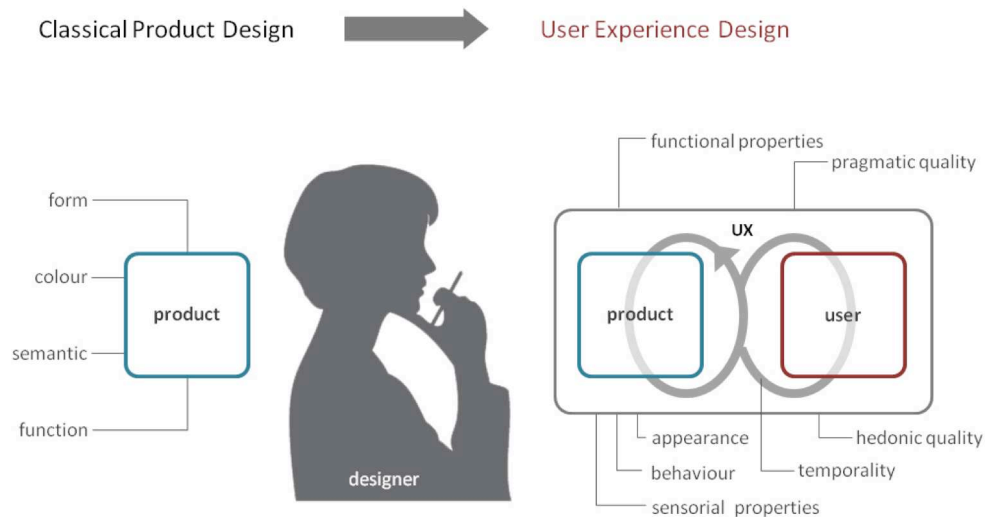 Classical Product Design
User Experience Design
form
colour
semantic
function
product
designer
functional properties
pragmatic quality
UX
product
user
appearance
hedonic quality
behaviour
temporality
sensorial properties